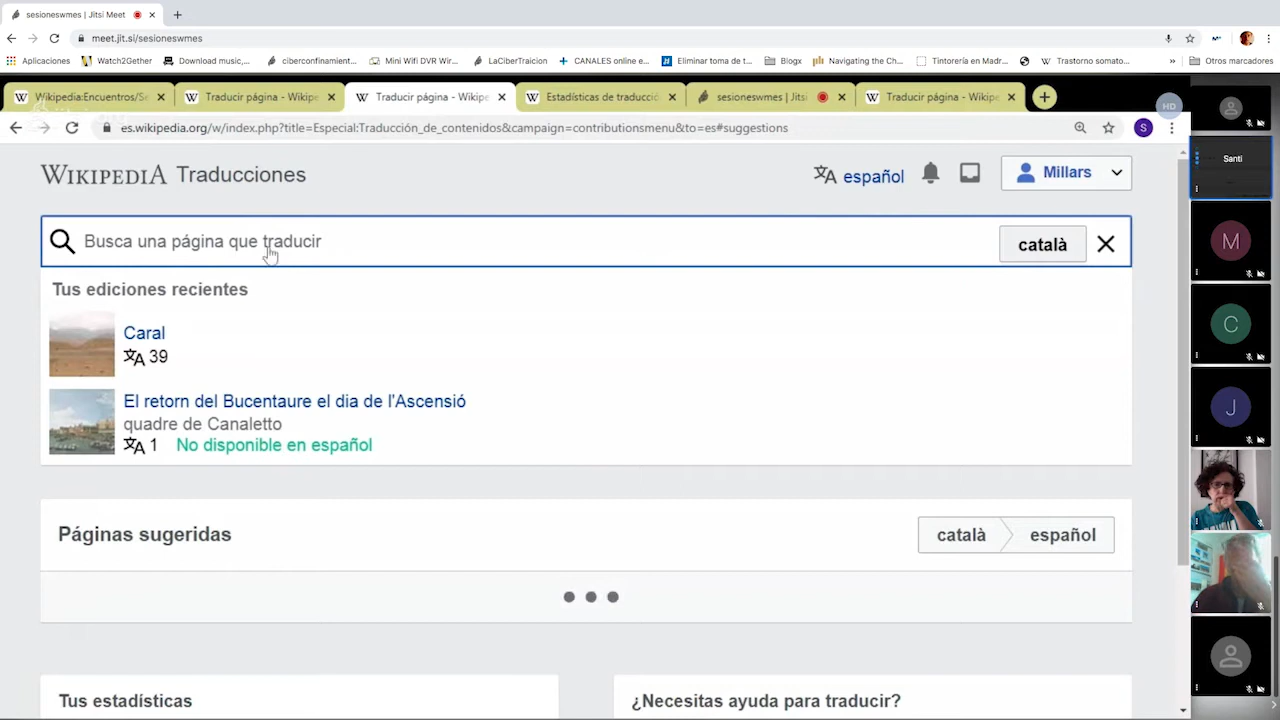 sesioneswmes | Jitsi Meet
meet.jit.si/sesioneswmes
Aplicaciones
Watch2Gether
Download music,...
ciberconfinamient...
Mini Wifi DVR Wir...
LaCiberTraicion
CANALES online e...
Eliminar toma de t...
Blogx
Navigating the Ch...
Tintorería en Madr...
Trastorno somato...
»
Otros marcadores
Wikipedia:Encuentros/Se
Traducir página - Wikipe
Traducir página - Wikipe
Estadísticas de traducció
sesioneswmes | Jitsi
Traducir página - Wikipe
HD
es.wikipedia.org/w/index.php?title=Especial:Traducción_de_contenidos&campaign=contributionsmenu&to=es#suggestions
S
WIKIPEDIA Traducciones
español
Millars
Busca una página que traducir
català
Tus ediciones recientes
Caral
39
El retorn del Bucentaure el dia de l'Ascensió
quadre de Canaletto
1 No disponible en español
Páginas sugeridas
català
español
Tus estadísticas
¿Necesitas ayuda para traducir?
Santi
M
C
J